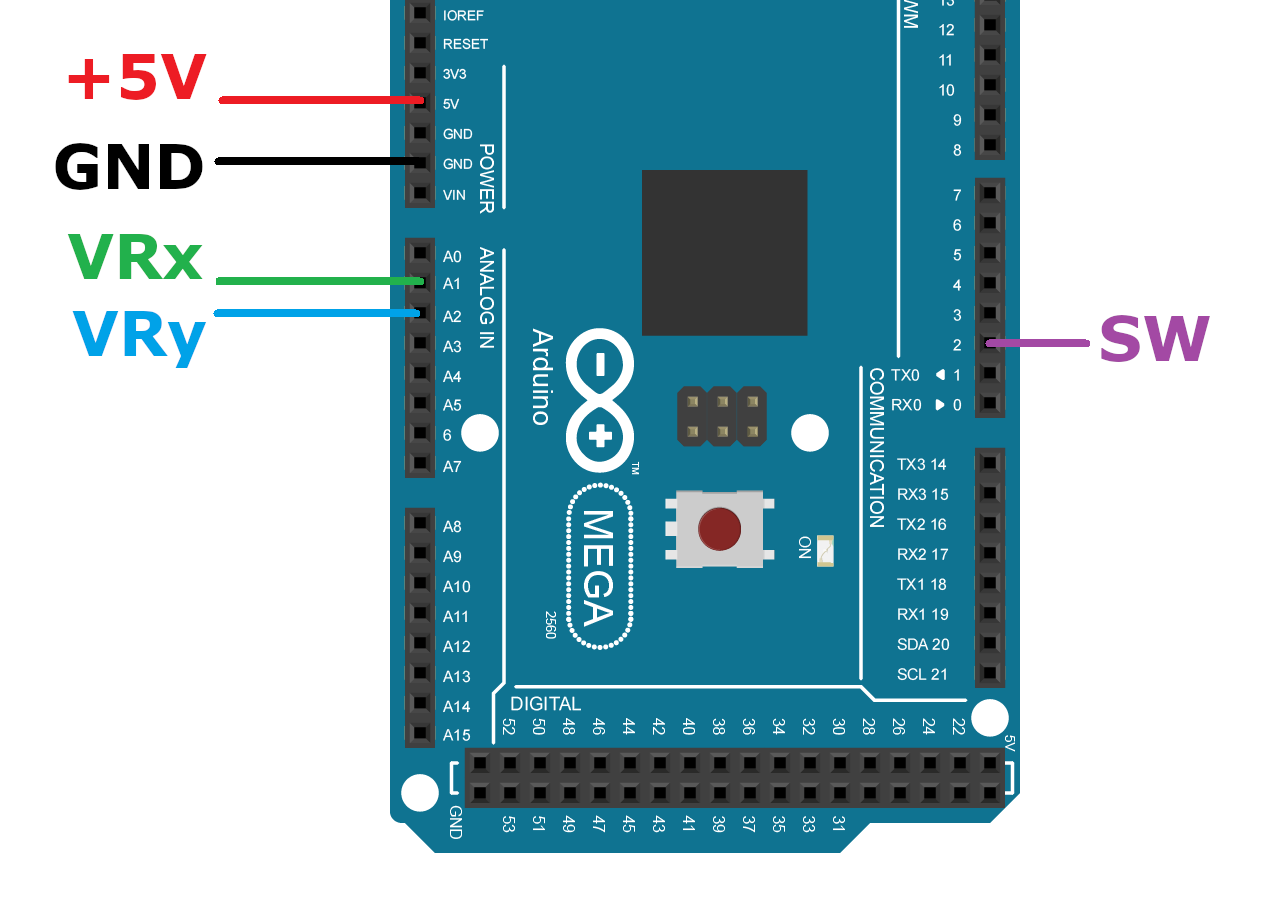 IOREF
RESET
3V3
5V
GND
GND
VIN
POWER
+5V
GND
VRx
VRy
A0
A1
A2
A3
A4
A5
6
A7
ANALOG IN
A8
A9
A10
A11
A12
A13
A14
A15
Arduino
TM
MEGA
2560
ON
WM
13
12
11
10
9
8
7
6
5
4
3
2
SW
TX0 ◀ 1
RX0 ▶ 0
COMMUNICATION
TX3 14
RX3 15
TX2 16
RX2 17
TX1 18
RX1 19
SDA 20
SCL 21
DIGITAL
52 50 48 46 44 42 40 38 36 34 32 30 28 26 24 22
5V
GND
53 51 49 47 45 43 41 39 37 35 33 31